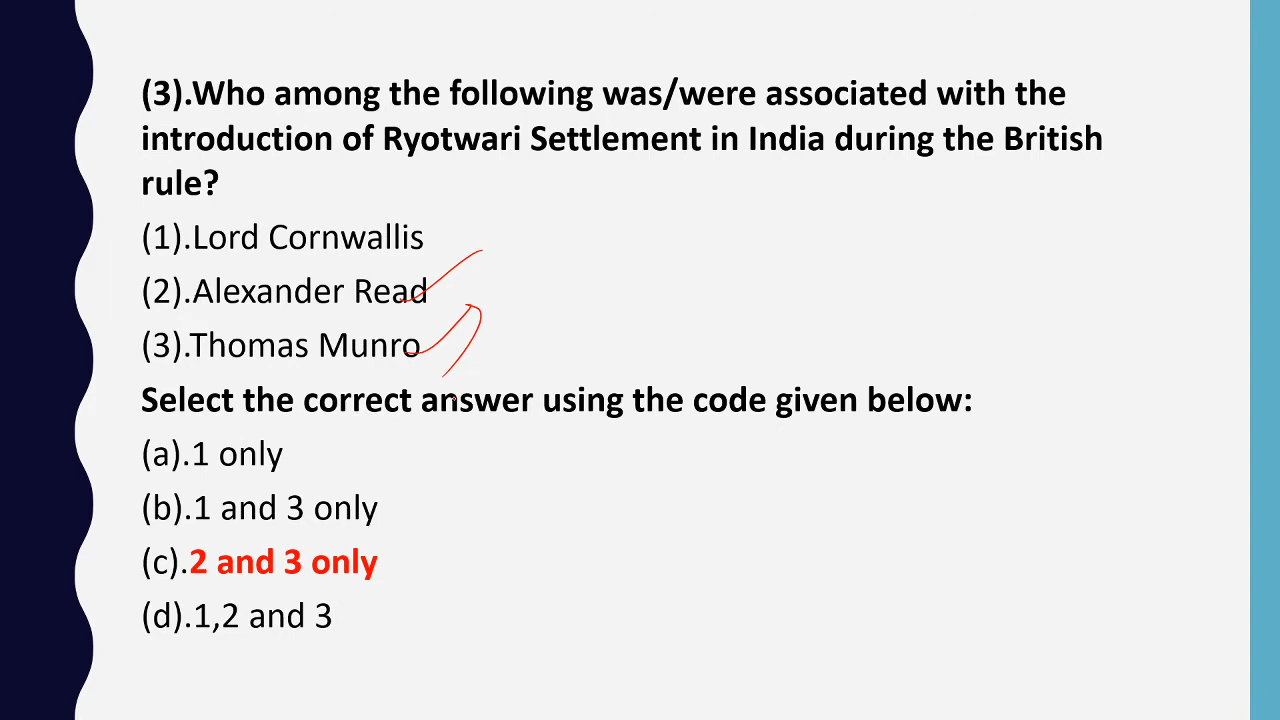 (3).Who among the following was/were associated with the
introduction of Ryotwari Settlement in India during the British
rule?
(1).Lord Cornwallis
(2).Alexander Read
(3).Thomas Munro
Select the correct answer using the code given below:
(a).1 only
(b).1 and 3 only
(c).2 and 3 only
(d).1,2 and 3